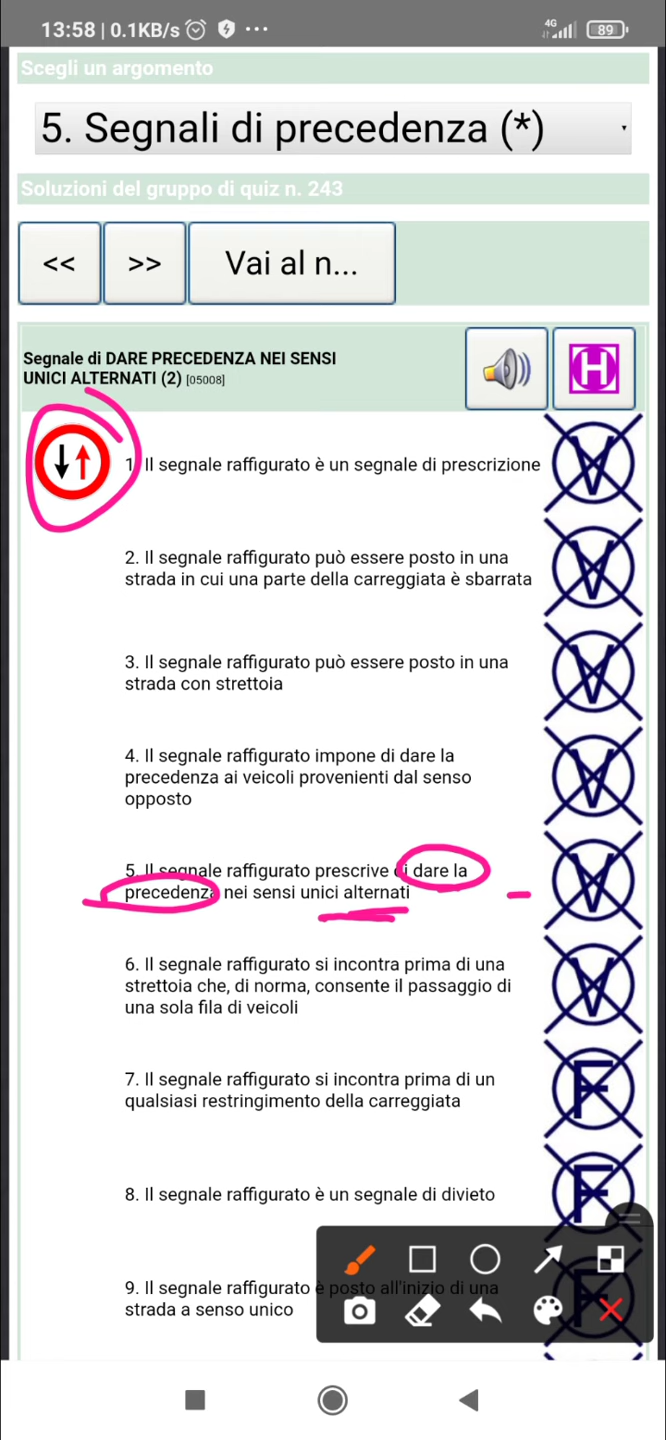 13:58 | 0.1KB/s ...
4G
89
Scegli un argomento
5. Segnali di precedenza (*)
Soluzioni del gruppo di quiz n. 243
<< >> Vai al n...
Segnale di DARE PRECEDENZA NEI SENSI
UNICI ALTERNATI (2) [05008]
H
1. Il segnale raffigurato è un segnale di prescrizione
V
2. Il segnale raffigurato può essere posto in una
strada in cui una parte della carreggiata è sbarrata
V
3. Il segnale raffigurato può essere posto in una
strada con strettoia
V
4. Il segnale raffigurato impone di dare la
precedenza ai veicoli provenienti dal senso
opposto
V
5. Il segnale raffigurato prescrive di dare la
precedenza nei sensi unici alternati
V
6. Il segnale raffigurato si incontra prima di una
strettoia che, di norma, consente il passaggio di
una sola fila di veicoli
V
7. Il segnale raffigurato si incontra prima di un
qualsiasi restringimento della carreggiata
F
8. Il segnale raffigurato è un segnale di divieto
F
9. Il segnale raffigurato è posto all'inizio di una
strada a senso unico
F